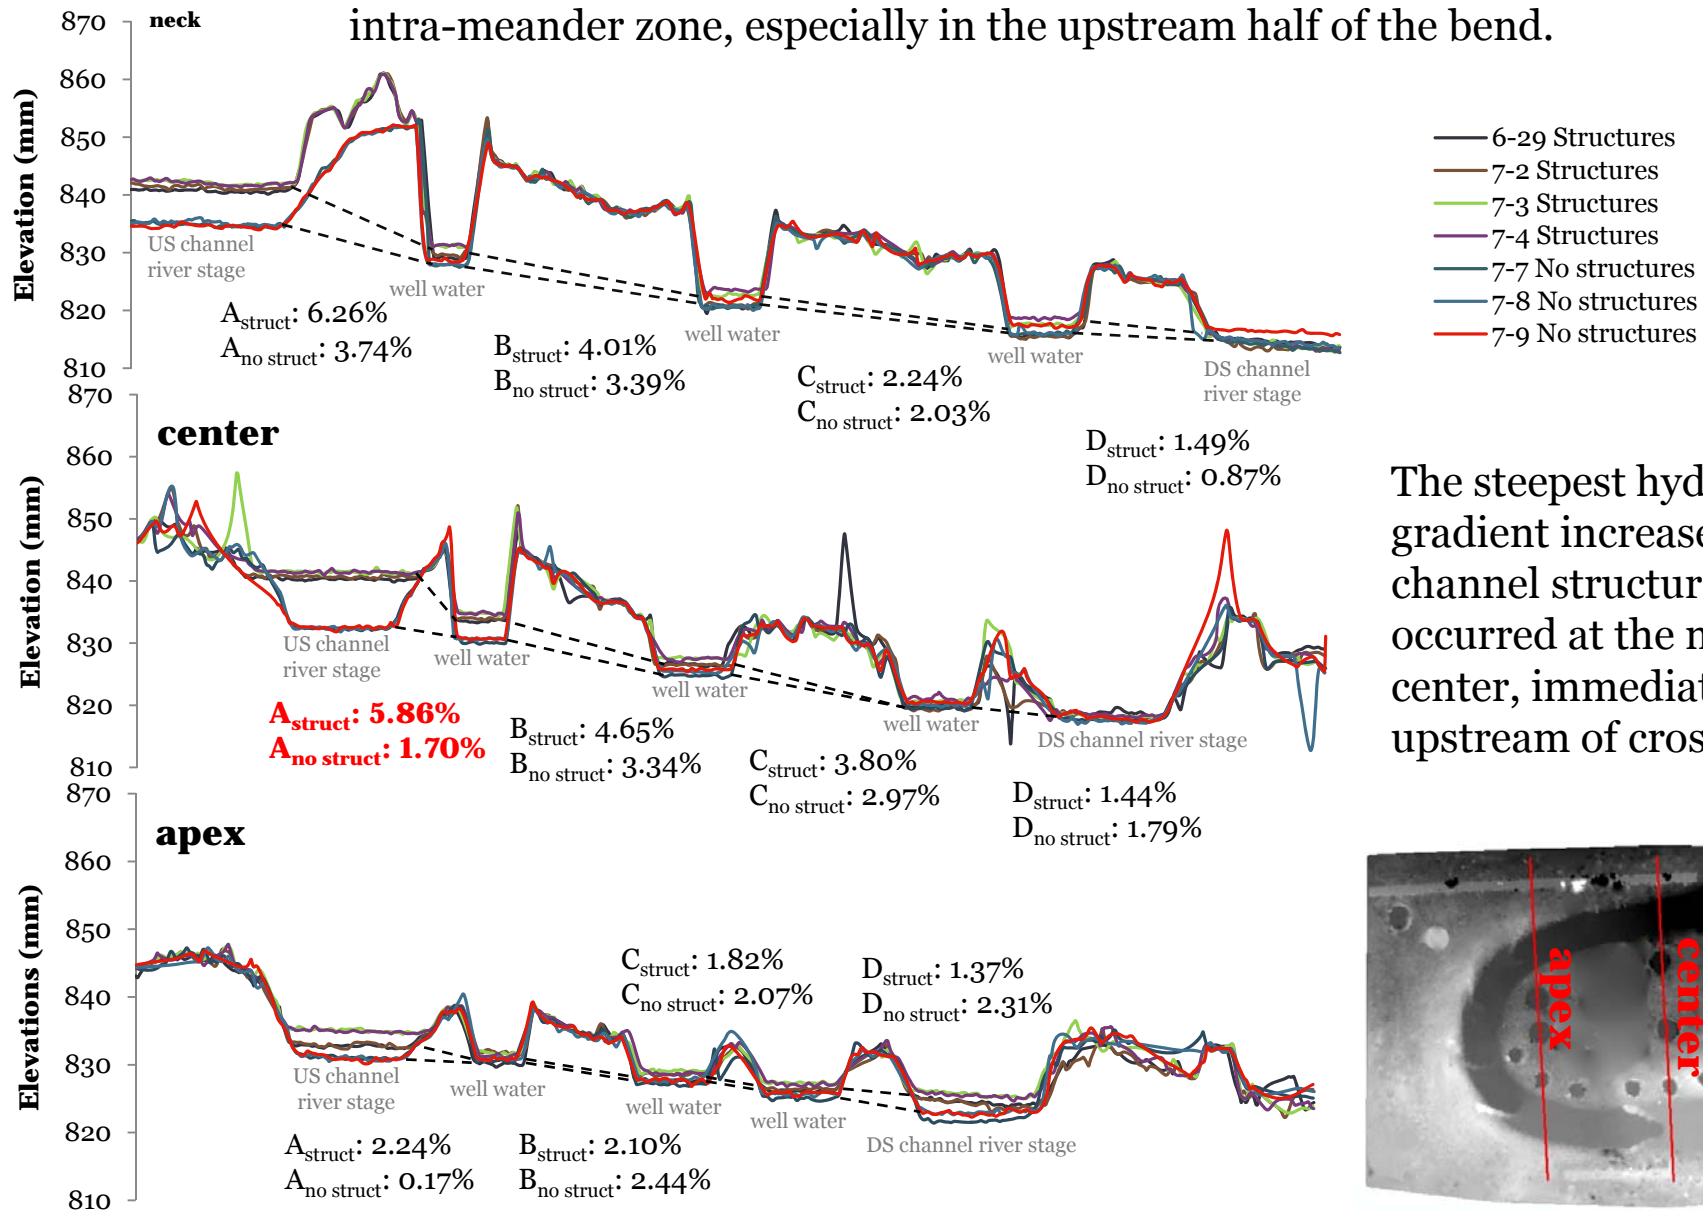 intra-meander zone, especially in the upstream half of the bend.
neck
870
860
850
840
830
820
810
Elevation (mm)
US channel
river stage
well water
well water
well water
DS channel
river stage
A struct: 6.26%
A no struct: 3.74%
B struct: 4.01%
B no struct: 3.39%
C struct: 2.24%
C no struct: 2.03%
D struct: 1.49%
D no struct: 0.87%
6-29 Structures
7-2 Structures
7-3 Structures
7-4 Structures
7-7 No structures
7-8 No structures
7-9 No structures
center
870
860
850
840
830
820
810
Elevation (mm)
US channel
river stage
well water
well water
well water
DS channel river stage
A struct: 5.86%
A no struct: 1.70%
B struct: 4.65%
B no struct: 3.34%
C struct: 3.80%
C no struct: 2.97%
D struct: 1.44%
D no struct: 1.79%
The steepest hyd
gradient increase
channel structur
occurred at the
center, immediat
upstream of cros
apex
870
860
850
840
830
820
810
Elevations (mm)
C struct: 1.82%
C no struct: 2.07%
D struct: 1.37%
D no struct: 2.31%
US channel
river stage
well water
well water
well water
DS channel river stage
A struct: 2.24%
A no struct: 0.17%
B struct: 2.10%
B no struct: 2.44%
apex
center